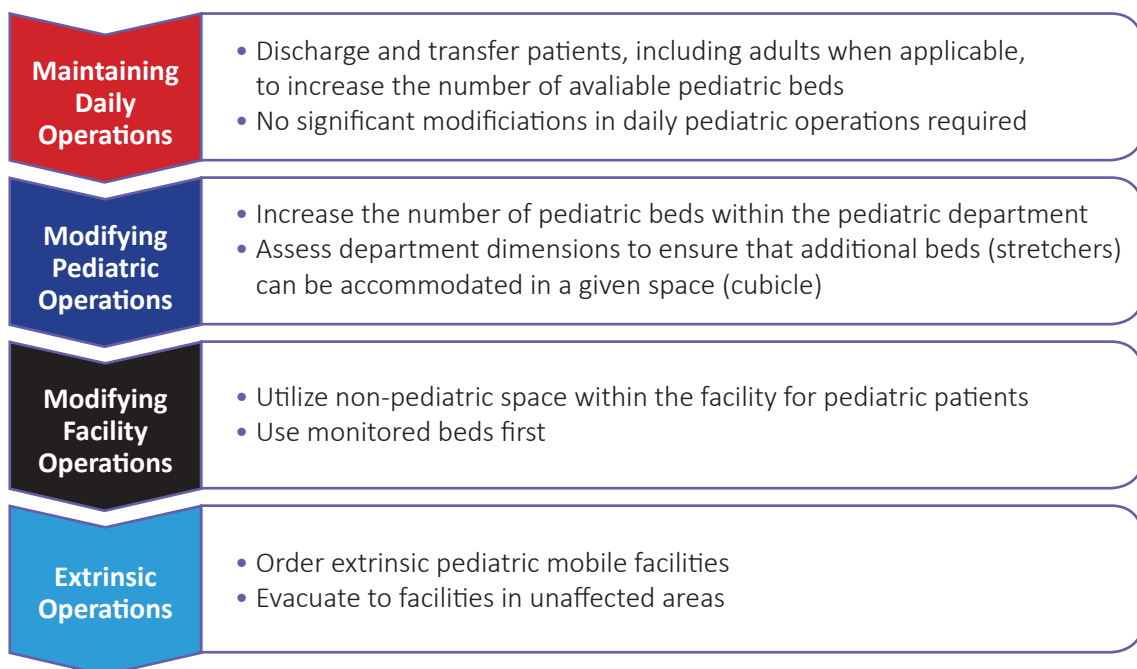 Maintaining
Daily
Operations
• Discharge and transfer patients, including adults when applicable,
to increase the number of avaliable pediatric beds
• No significant modificiations in daily pediatric operations required
Modifying
Pediatric
Operations
• Increase the number of pediatric beds within the pediatric department
• Assess department dimensions to ensure that additional beds (stretchers)
can be accommodated in a given space (cubicle)
Modifying
Facility
Operations
• Utilize non-pediatric space within the facility for pediatric patients
• Use monitored beds first
Extrinsic
Operations
• Order extrinsic pediatric mobile facilities
• Evacuate to facilities in unaffected areas